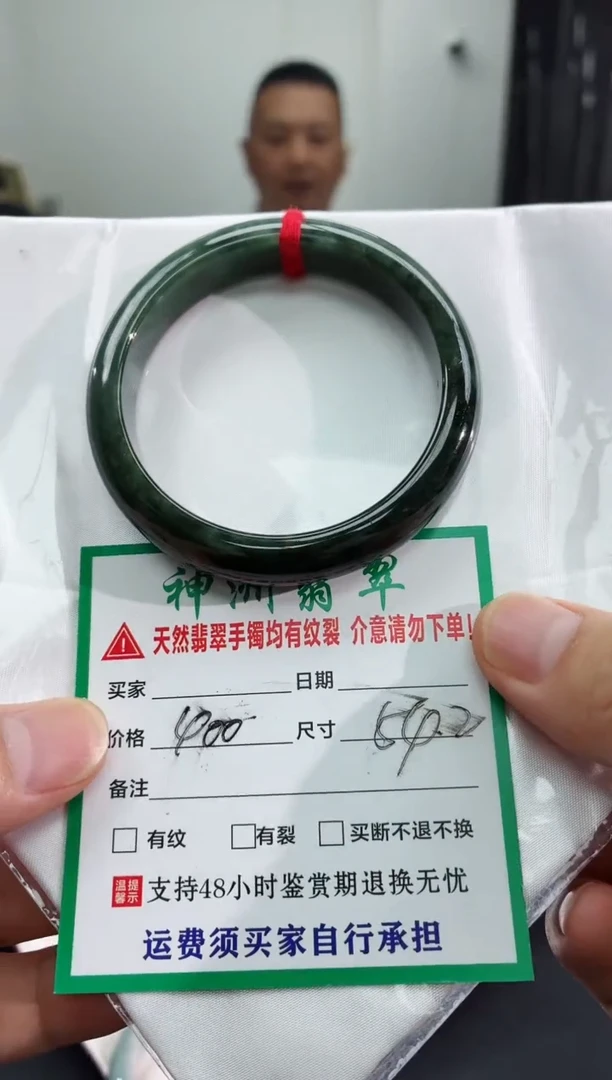 神洲翡翠
天然翡翠手镯均有纹裂 介意请勿下单!
买家 日期
价格 400 尺寸 54.2
备注
有纹 有裂 买断不退不换
温馨提示 支持48小时鉴赏期退换无忧
运费须买家自行承担